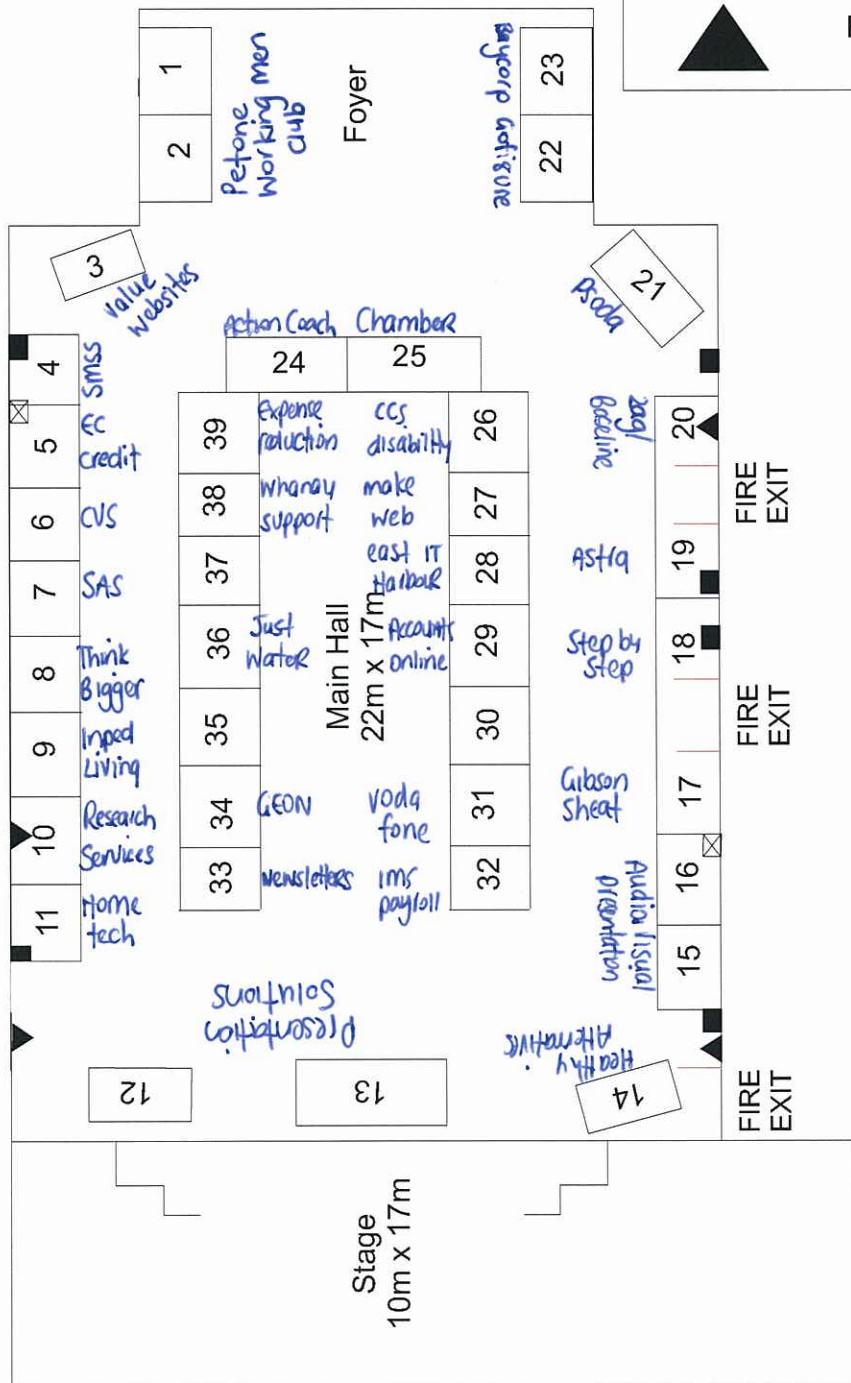 1
2
Petone
Working men
club
Foyer
23
22
3
Value
Websites
21
Psoda
4
SMSS
5
EC
credit
6
CVS
7
SAS
8
Think
Bigger
9
Inped
Living
10
Research
Services
11
Home
tech
Action Coach
Chamber
24
25
39
Expense
reduction
38
Whanau
support
37
36
Just
Water
35
34
GEON
33
Newsletters
CCS
disability
26
make
web
27
east IT
Harbour
28
Main Hall
22m x 17m
Accounts
online
29
30
voda
fone
31
ims
payroll
32
20
baseline
19
Astra
18
Step by
Step
17
Gibson
Sheat
16
15
Audio Visual
presentation
FIRE
EXIT
FIRE
EXIT
FIRE
EXIT
Presentation
Solutions
12
13
14
Healthy
Alternative
Stage
10m x 17m